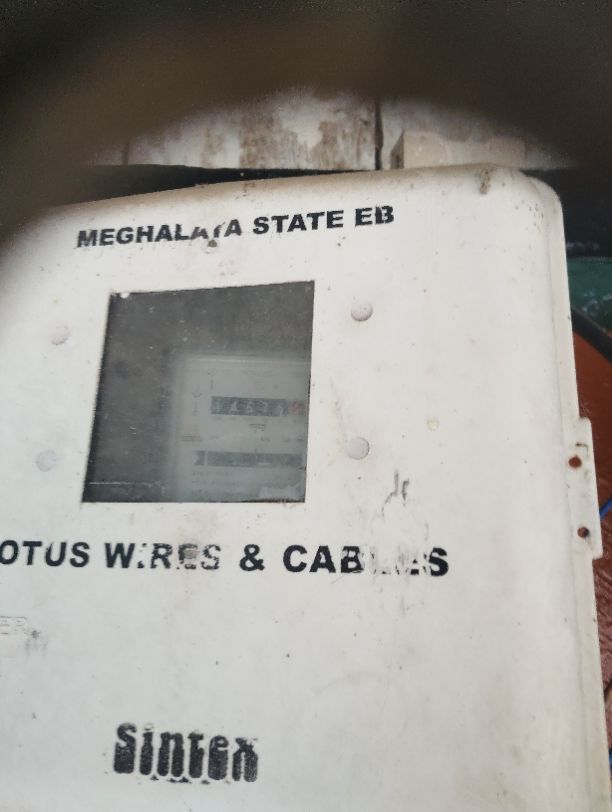 MEGHALAYA STATE EB
OTUS WIRES & CABLES
Sintex